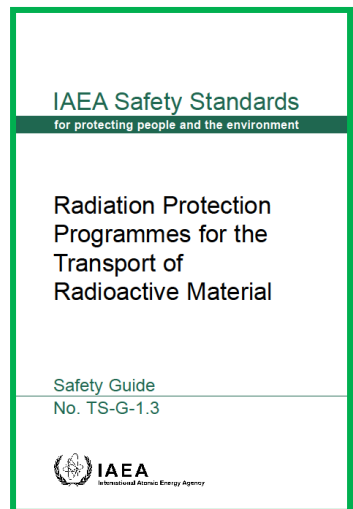 IAEA Safety Standards
for protecting people and the environment
Radiation Protection
Programmes for the
Transport of
Radioactive Material
Safety Guide
No. TS-G-1.3
IAEA
International Atomic Energy Agency